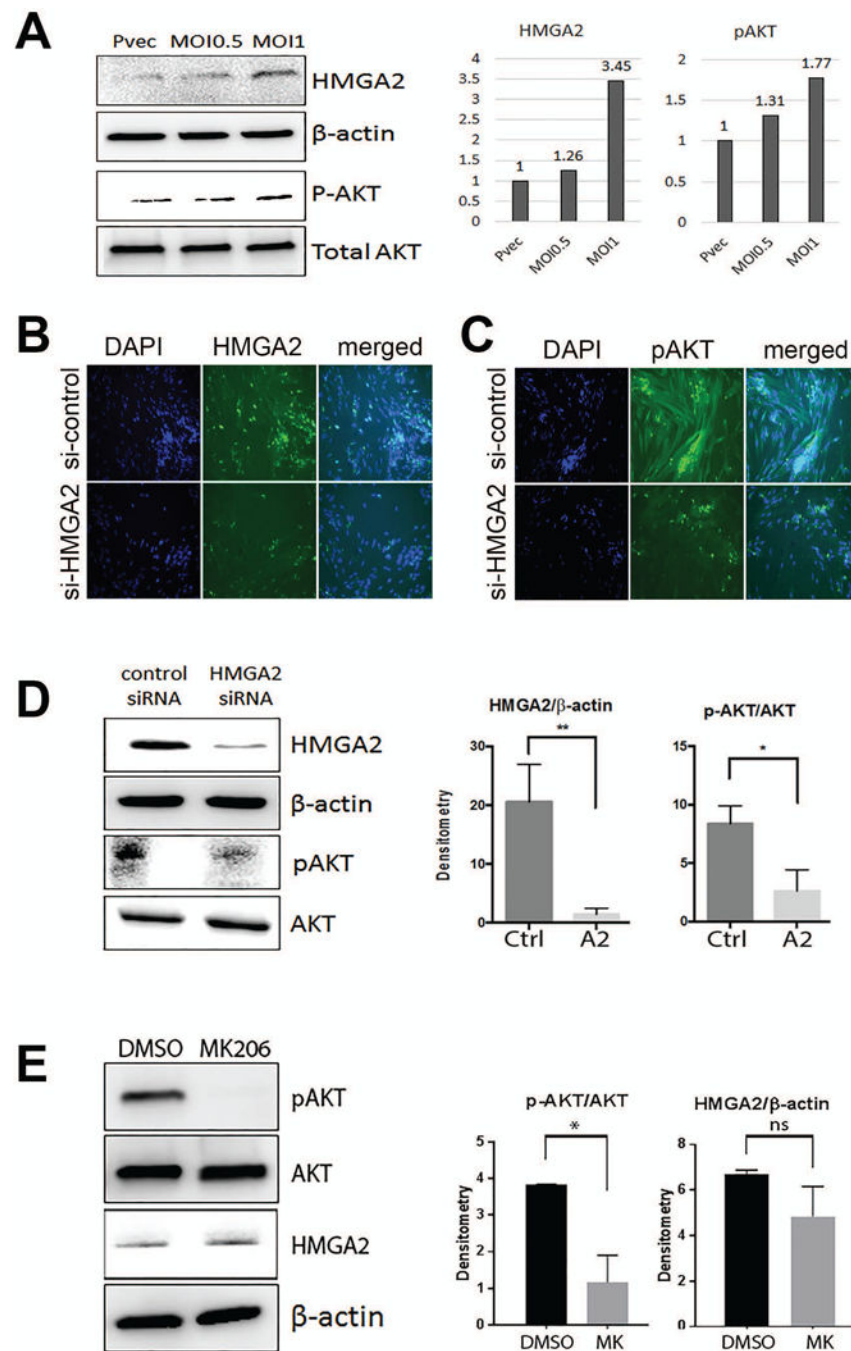 A
Pvec MOI0.5 MOI1
HMGA2
β-actin
P-AKT
Total AKT
HMGA2
4
3.5
3
2.5
2
1.5
1
0.5
0
1
1.26
3.45
Pvec
MOI0.5
MOI1
pAKT
2
1.5
1
0.5
0
1
1.31
1.77
Pvec
MOI0.5
MOI1
B
DAPI HMGA2 merged
si-control
si-HMGA2
C
DAPI pAKT merged
si-control
si-HMGA2
D
control siRNA
HMGA2 siRNA
HMGA2
β-actin
pAKT
AKT
HMGA2/β-actin
**
Densitometry
30
20
10
0
Ctrl A2
p-AKT/AKT
*
15
10
5
0
Ctrl A2
E
DMSO MK206
pAKT
AKT
HMGA2
β-actin
p-AKT/AKT
*
Densitometry
4
3
2
1
0
DMSO MK
HMGA2/β-actin
ns
Densitometry
8
6
4
2
0
DMSO MK